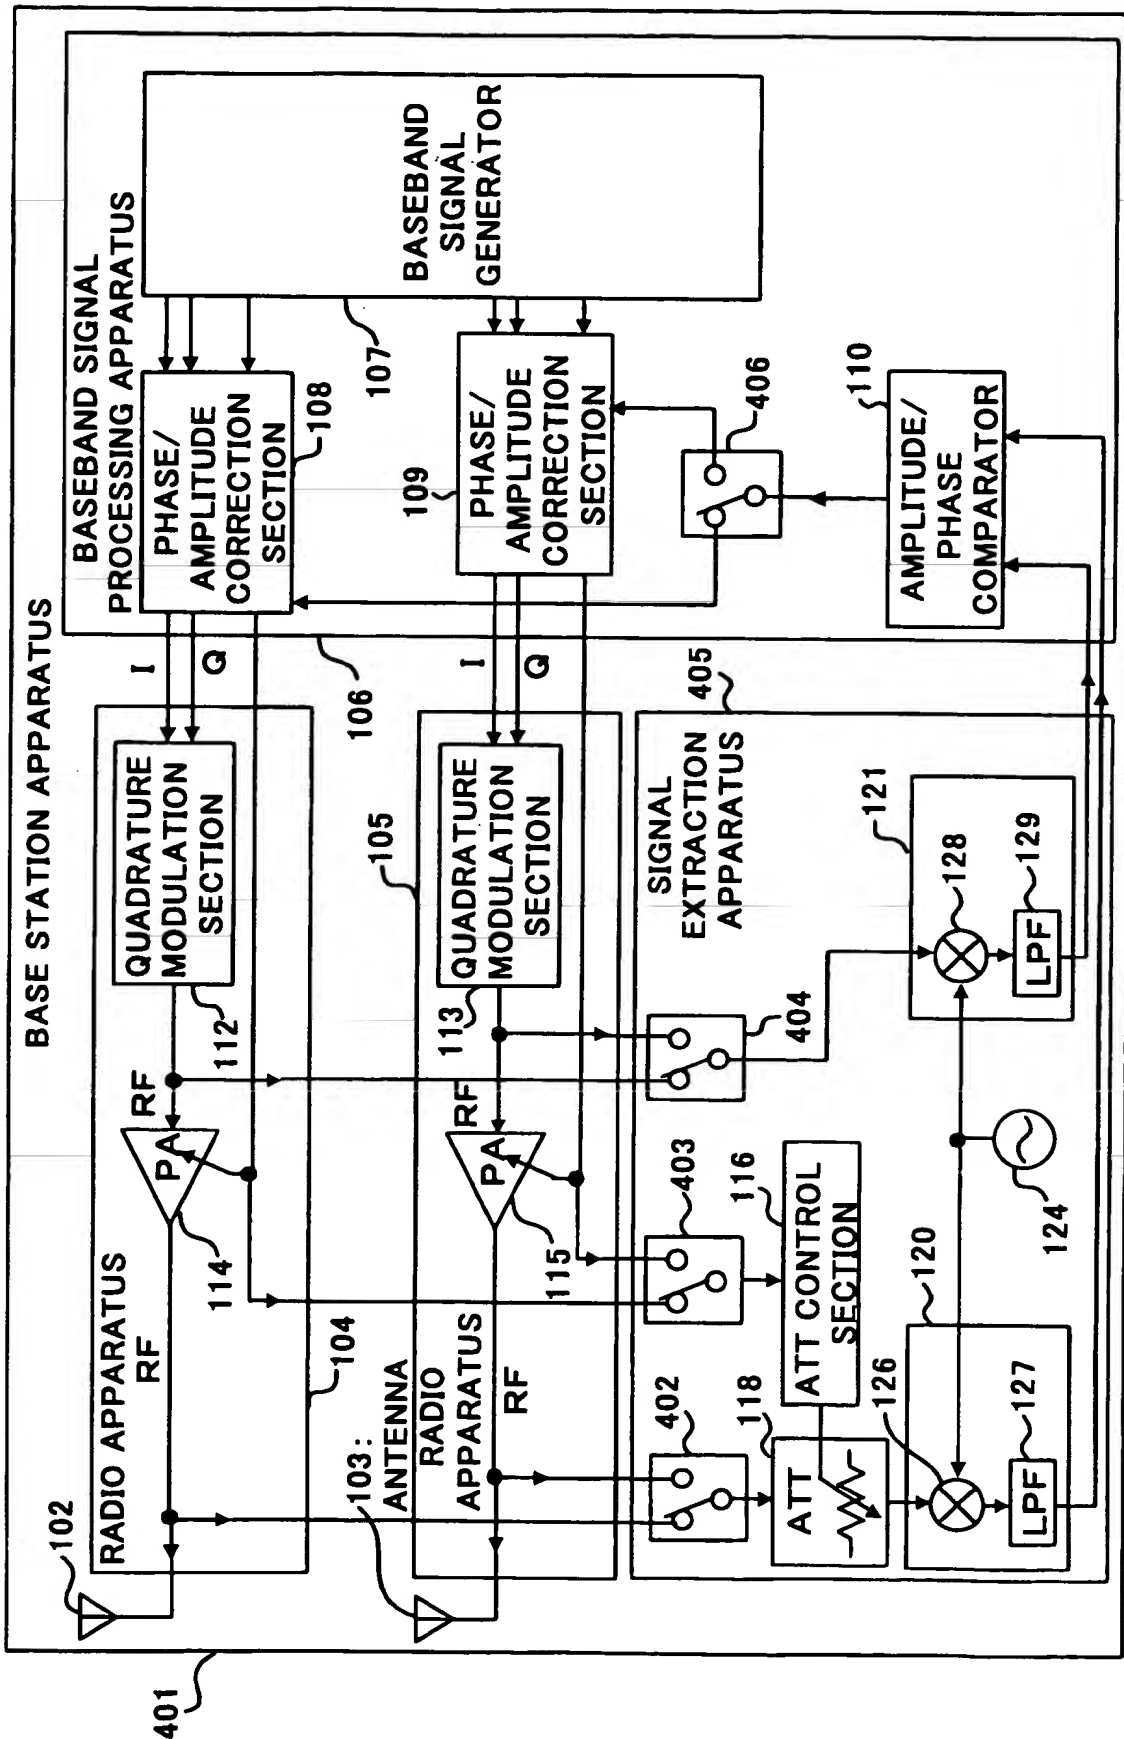 BASE STATION APPARATUS
401
102
RADIO APPARATUS
RF
104
114
PA
RF
112
QUADRATURE
MODULATION
SECTION
I
Q
106
BASEBAND SIGNAL
PROCESSING APPARATUS
PHASE/
AMPLITUDE
CORRECTION
SECTION
108
107
BASEBAND
SIGNAL
GENERATOR
103:
ANTENNA
RADIO
APPARATUS
RF
115
PA
RF
113
105
QUADRATURE
MODULATION
SECTION
I
Q
109
PHASE/
AMPLITUDE
CORRECTION
SECTION
406
402
403
404
SIGNAL
EXTRACTION
APPARATUS
405
118
ATT
116
ATT CONTROL
SECTION
126
120
127
LPF
124
121
128
129
LPF
110
AMPLITUDE/
PHASE
COMPARATOR